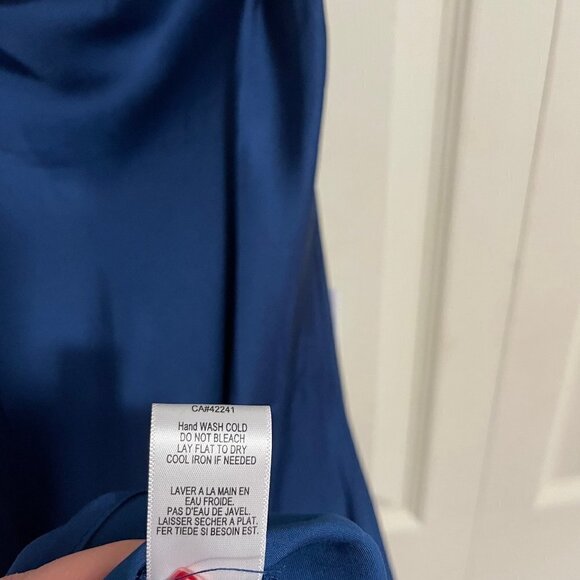 CA#42241
Hand WASH COLD
DO NOT BLEACH
LAY FLAT TO DRY
COOL IRON IF NEEDED
LAVER A LA MAIN EN
EAU FROIDE.
PAS D'EAU DE JAVEL.
LAISSER SECHER A PLAT.
FER TIEDE SI BESOIN EST.